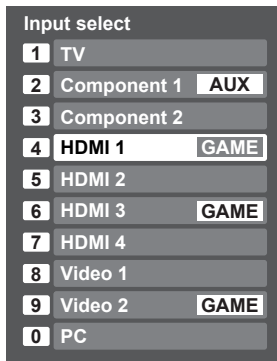 Input select
1 TV
2 Component 1 AUX
3 Component 2
4 HDMI 1 GAME
5 HDMI 2
6 HDMI 3 GAME
7 HDMI 4
8 Video 1
9 Video 2 GAME
0 PC